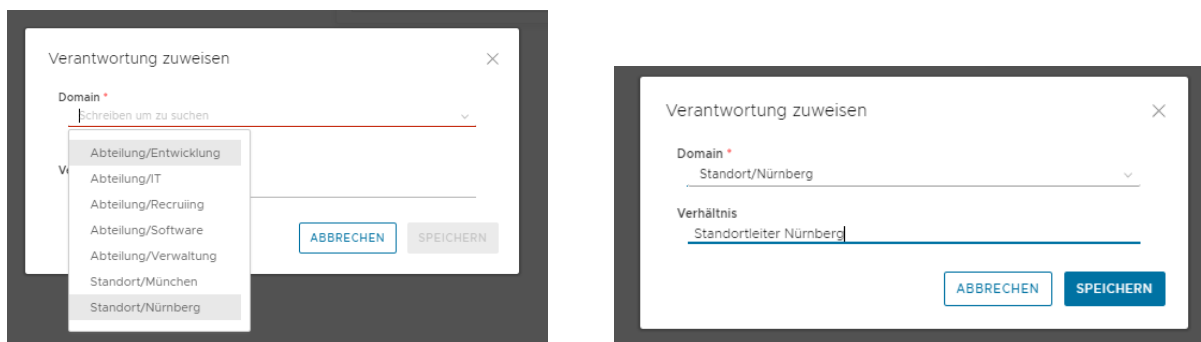 Verantwortung zuweisen
Domain *
Schreiben um zu suchen
Abteilung/Entwicklung
Abteilung/IT
Abteilung/Recruiing
Abteilung/Software
Abteilung/Verwaltung
Standort/München
Standort/Nürnberg
ABBRECHEN
SPEICHERN
Verantwortung zuweisen
Domain *
Standort/Nürnberg
Verhältnis
Standortleiter Nürnberg
ABBRECHEN
SPEICHERN